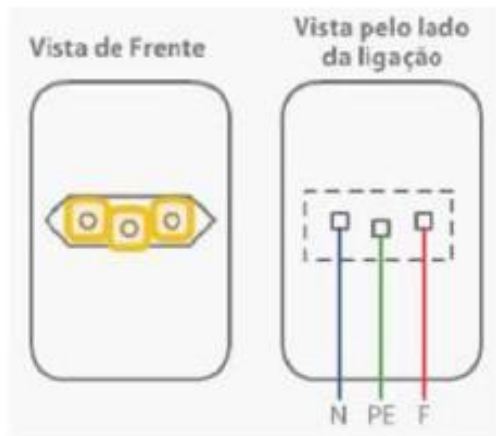 Vista de Frente
Vista pelo lado
da ligação
N PE F